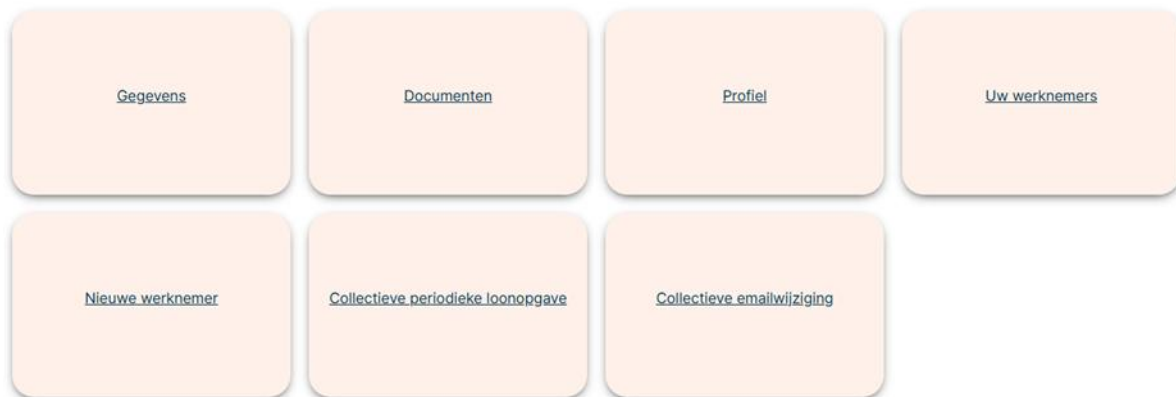 Gegevens
Documenten
Profiel
Uw werknemers
Nieuwe werknemer
Collectieve periodieke loonopgave
Collectieve emailwijziging